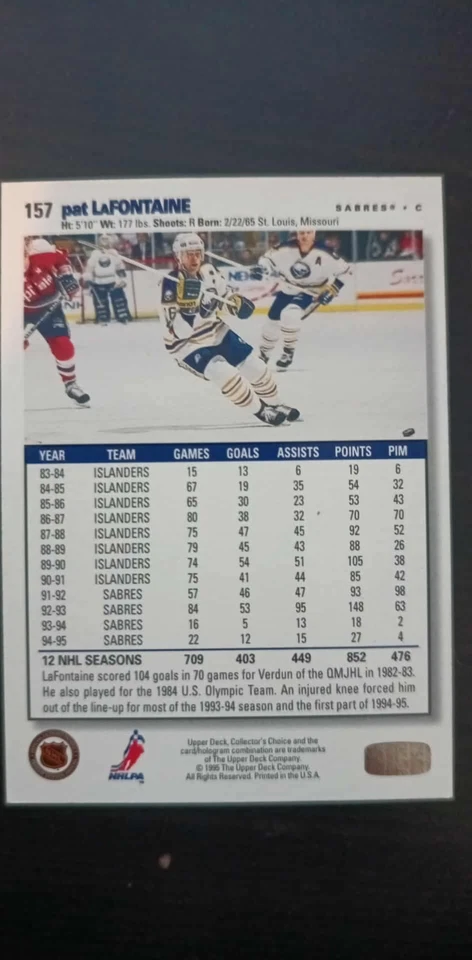 157 pat LaFONTAINE SABRES • C
Ht: 5'10" Wt: 177 lbs. Shoots: R Born: 2/22/65 St. Louis, Missouri
A
YEAR TEAM GAMES GOALS ASSISTS POINTS PIM
83-84 ISLANDERS 15 13 6 19 6
84-85 ISLANDERS 67 19 35 54 32
85-86 ISLANDERS 65 30 23 53 43
86-87 ISLANDERS 80 38 32 70 70
87-88 ISLANDERS 75 47 45 92 52
88-89 ISLANDERS 79 45 43 88 26
89-90 ISLANDERS 74 54 51 105 38
90-91 ISLANDERS 75 41 44 85 42
91-92 SABRES 57 46 47 93 98
92-93 SABRES 84 53 95 148 63
93-94 SABRES 16 5 13 18 2
94-95 SABRES 22 12 15 27 4
12 NHL SEASONS 709 403 449 852 476
LaFontaine scored 104 goals in 70 games for Verdun of the QMJHL in 1982-83.
He also played for the 1984 U.S. Olympic Team. An injured knee forced him
out of the line-up for most of the 1993-94 season and the first part of 1994-95.
NHL
NHLPA
Upper Deck, Collector's Choice and the
card/hologram combination are trademarks
of The Upper Deck Company.
© 1995 The Upper Deck Company.
All Rights Reserved. Printed in the U.S.A.